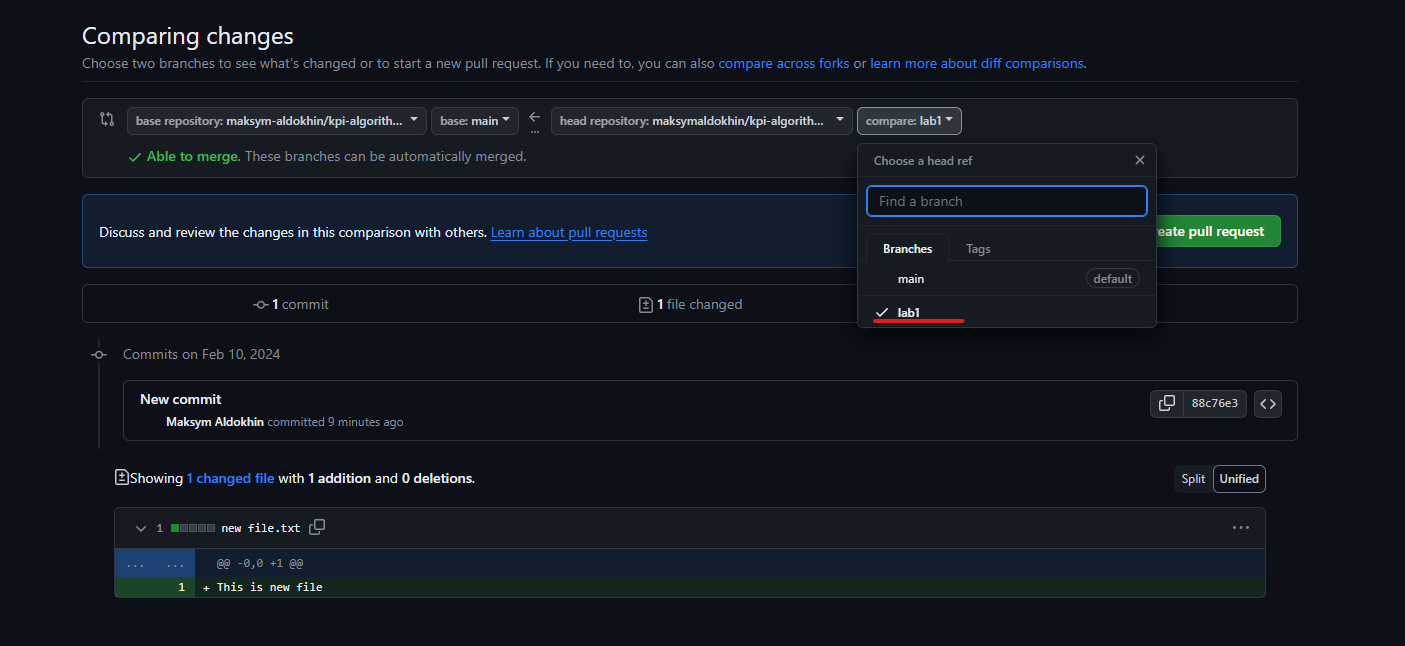 Comparing changes
Choose two branches to see what's changed or to start a new pull request. If you need to, you can also compare across forks or learn more about diff comparisons.
base repository: maksym-aldokhin/kpi-algorith... base: main ... head repository: maksymaldokhin/kpi-algorith... compare: lab1
Able to merge. These branches can be automatically merged.
Choose a head ref
Find a branch
Discuss and review the changes in this comparison with others. Learn about pull requests
eate pull request
Branches Tags
main default
lab1
1 commit 1 file changed
Commits on Feb 10, 2024
New commit
Maksym Aldokhin committed 9 minutes ago
88c76e3
Showing 1 changed file with 1 addition and 0 deletions.
Split Unified
1 new file.txt
... ... @@ -0,0 +1 @@
1 + This is new file